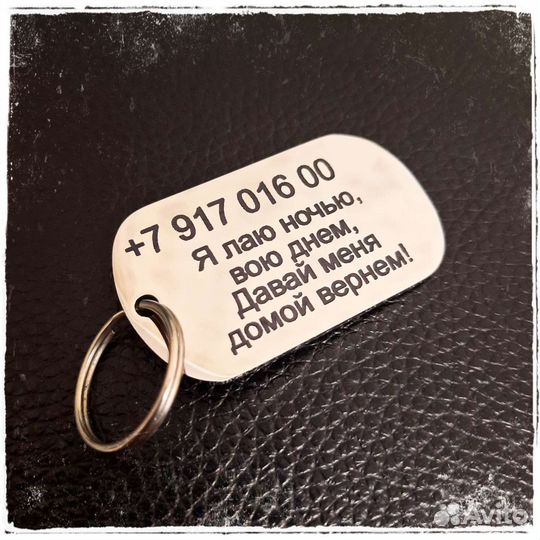 +7 917 016 00
Я лаю ночью,
вою днем,
Давай меня
домой вернем!
Avito